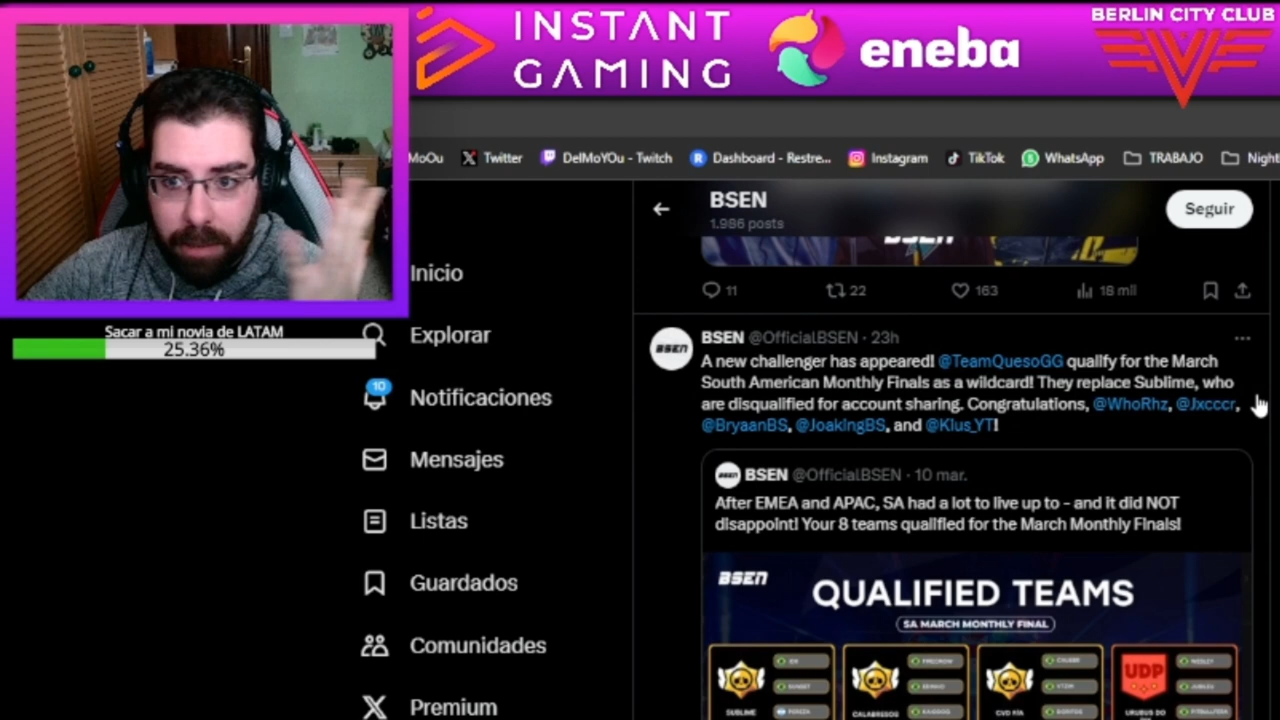 INSTANT
GAMING
eneba
BERLIN CITY CLUB
MoOu
Twitter
DelMoYOu - Twitch
Dashboard - Restre...
Instagram
TikTok
WhatsApp
TRABAJO
Night
BSEN
1.986 posts
Seguir
11
22
163
18 mil
Sacar a mi novia de LATAM
25.36%
Inicio
Explorar
10
Notificaciones
Mensajes
Listas
Guardados
Comunidades
Premium
BSEN @OfficialBSEN · 23h
A new challenger has appeared! @TeamQuesoGG qualify for the March
South American Monthly Finals as a wildcard! They replace Sublime, who
are disqualified for account sharing. Congratulations, @WhoRhz, @Jxcccr,
@BryaanBS, @JoakingBS, and @Klus_YT!
BSEN @OfficialBSEN · 10 mar.
After EMEA and APAC, SA had a lot to live up to - and it did NOT
disappoint! Your 8 teams qualified for the March Monthly Finals!
BSEN
QUALIFIED TEAMS
SA MARCH MONTHLY FINAL
SUBLIME
UDP